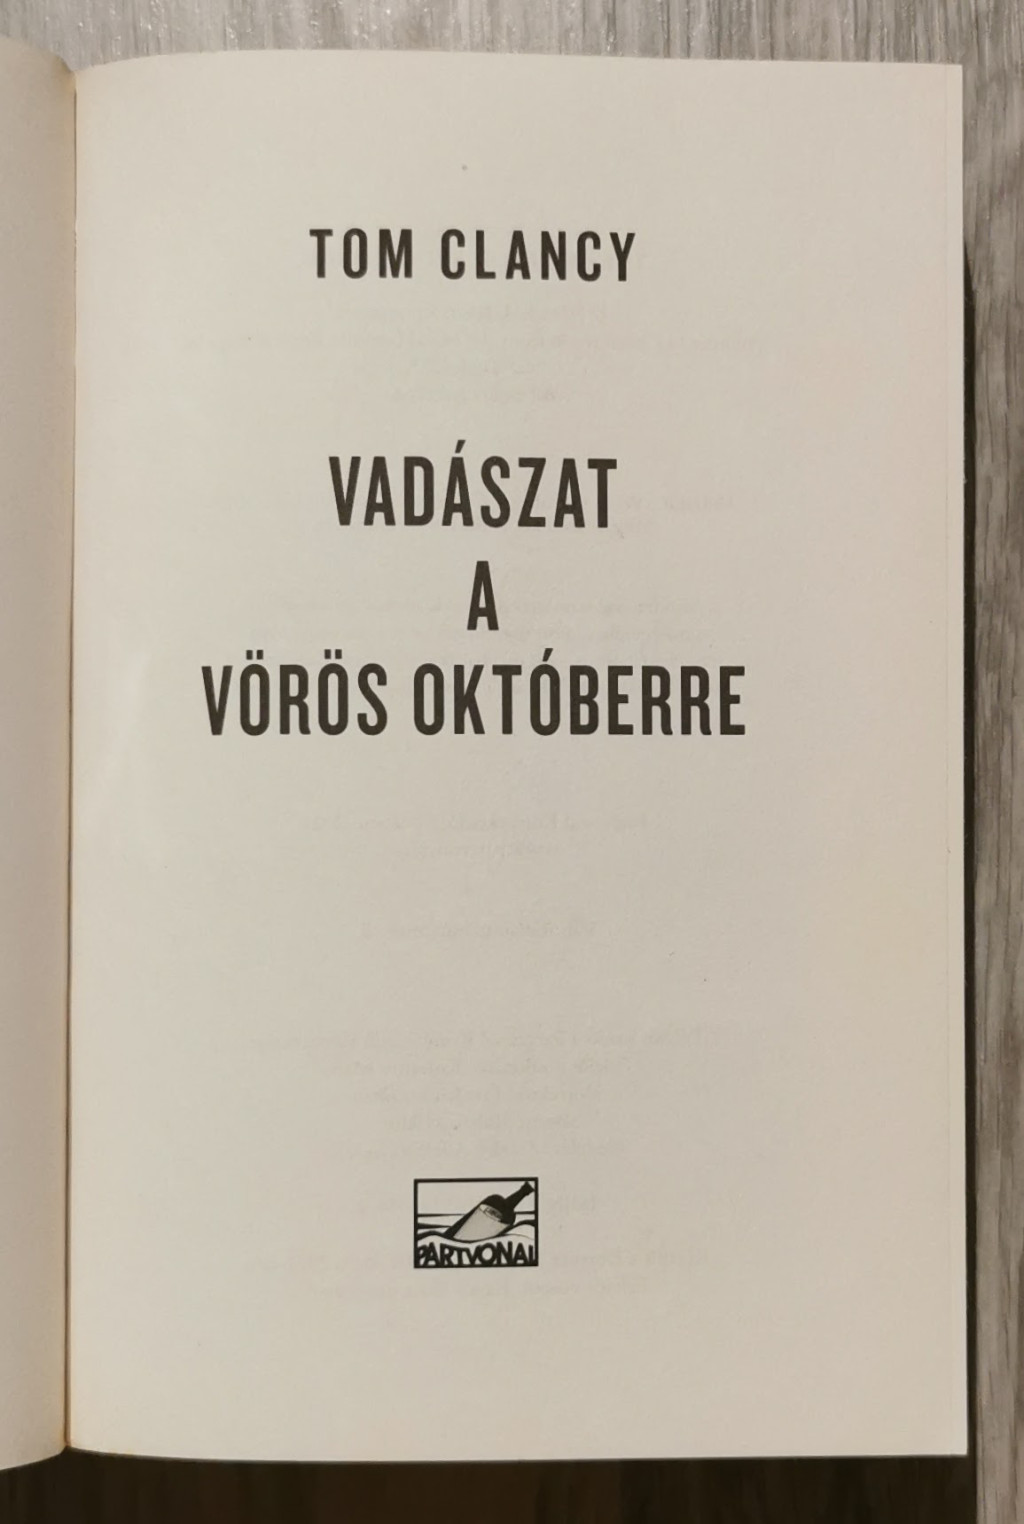 TOM CLANCY
VADÁSZAT
A
VÖRÖS OKTÓBERRE
PARTVONAL